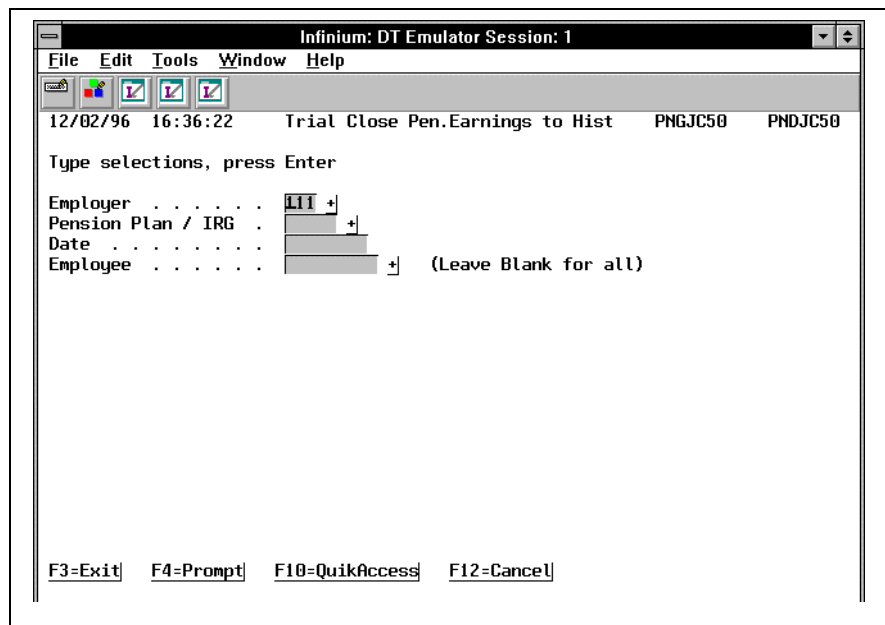 Infinium: DT Emulator Session: 1
File Edit Tools Window Help
12/02/96 16:36:22 Trial Close Pen.Earnings to Hist PNGJC50 PNDJC50
Type selections, press Enter
Employer . . . . . . 111 +
Pension Plan / IRG . +
Date . . . . . . . . 
Employee . . . . . . + (Leave Blank for all)
F3=Exit F4=Prompt F10=QuikAccess F12=Cancel